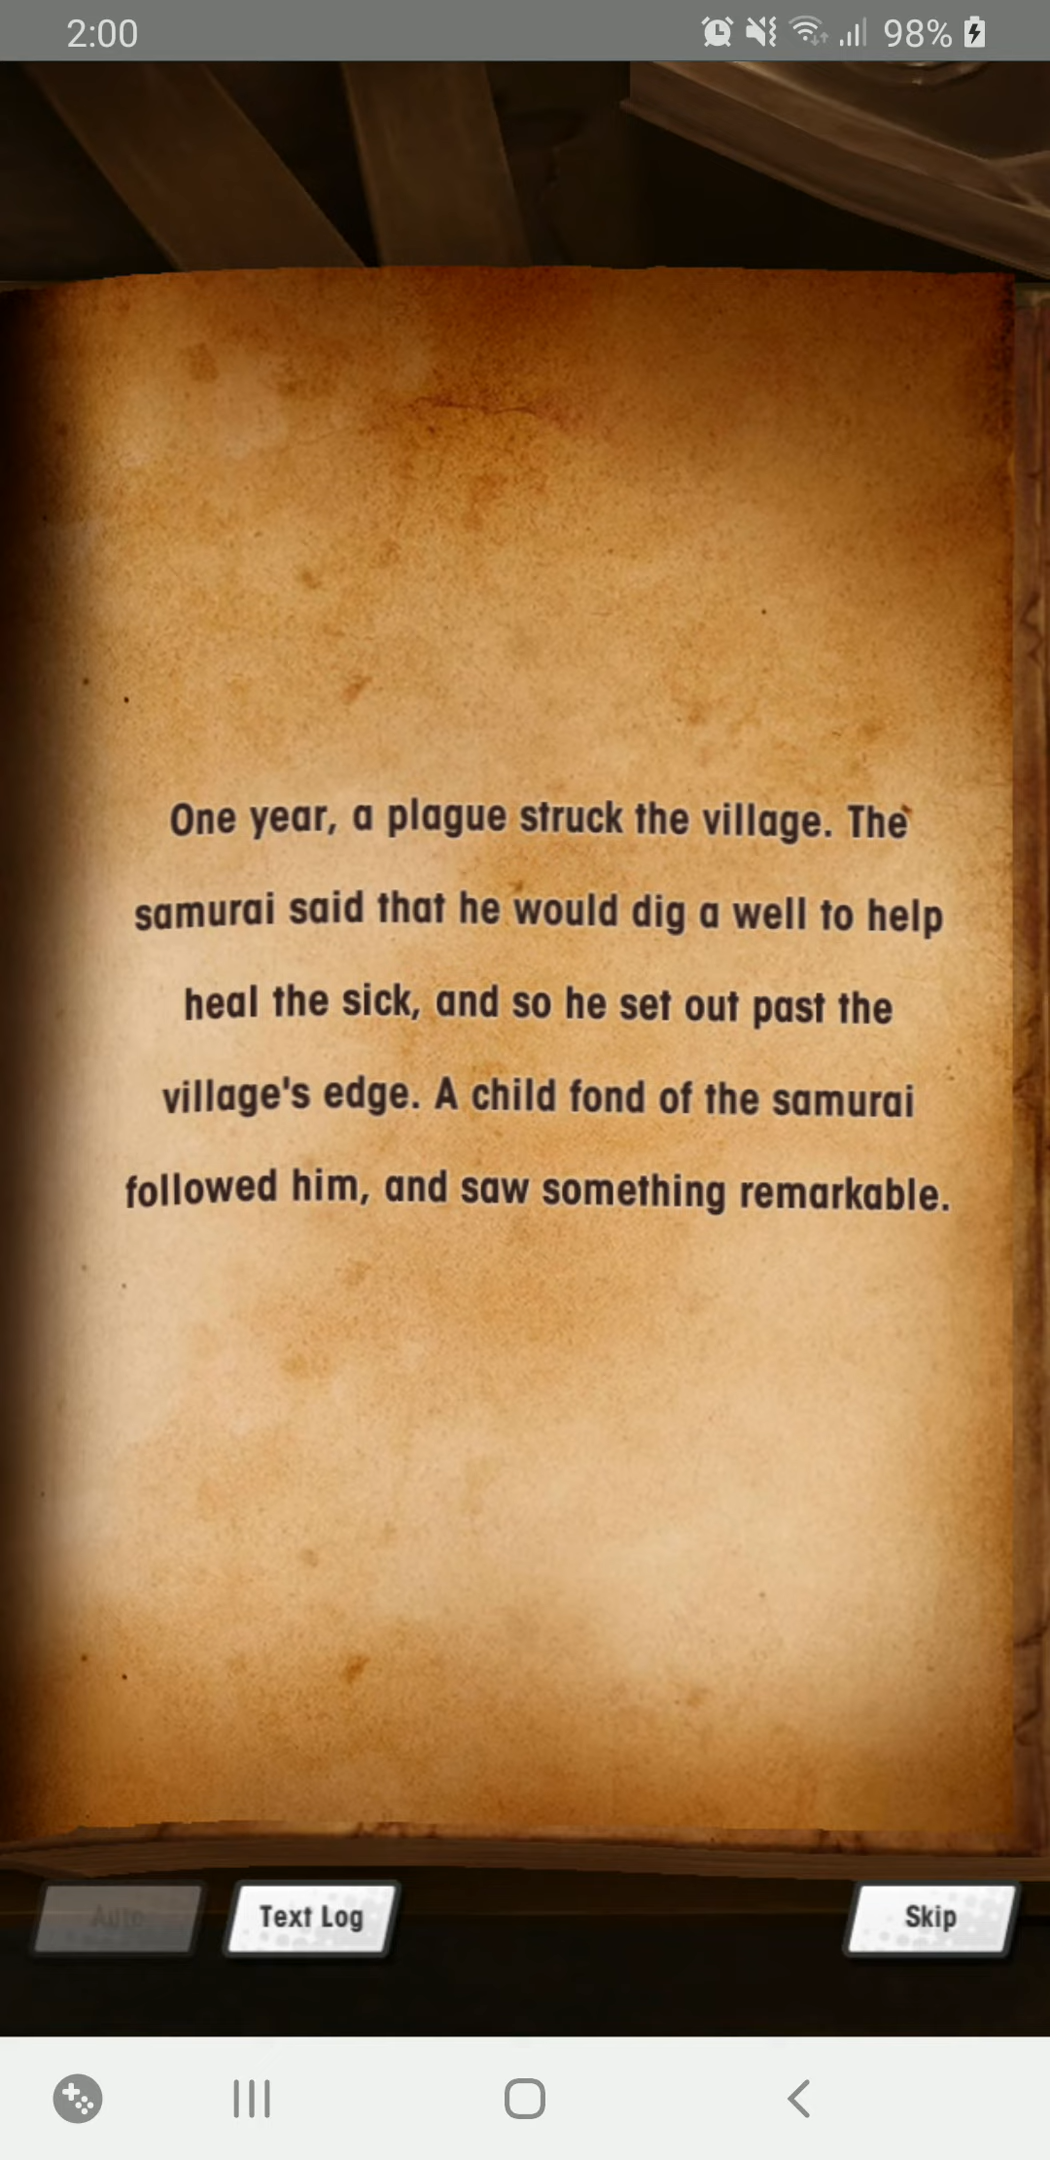 2:00
98%
One year, a plague struck the village. The
samurai said that he would dig a well to help
heal the sick, and so he set out past the
village's edge. A child fond of the samurai
followed him, and saw something remarkable.
Auto
Text Log
Skip